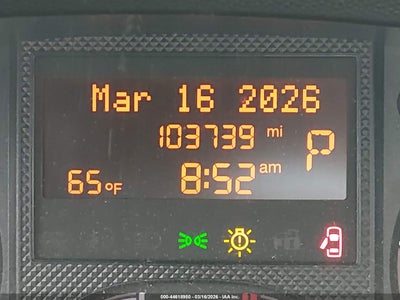 Mar 16 2026
103739 mi
P
65°F 8:52 am
000-44618950 - 03/16/2026 - IAA Inc.